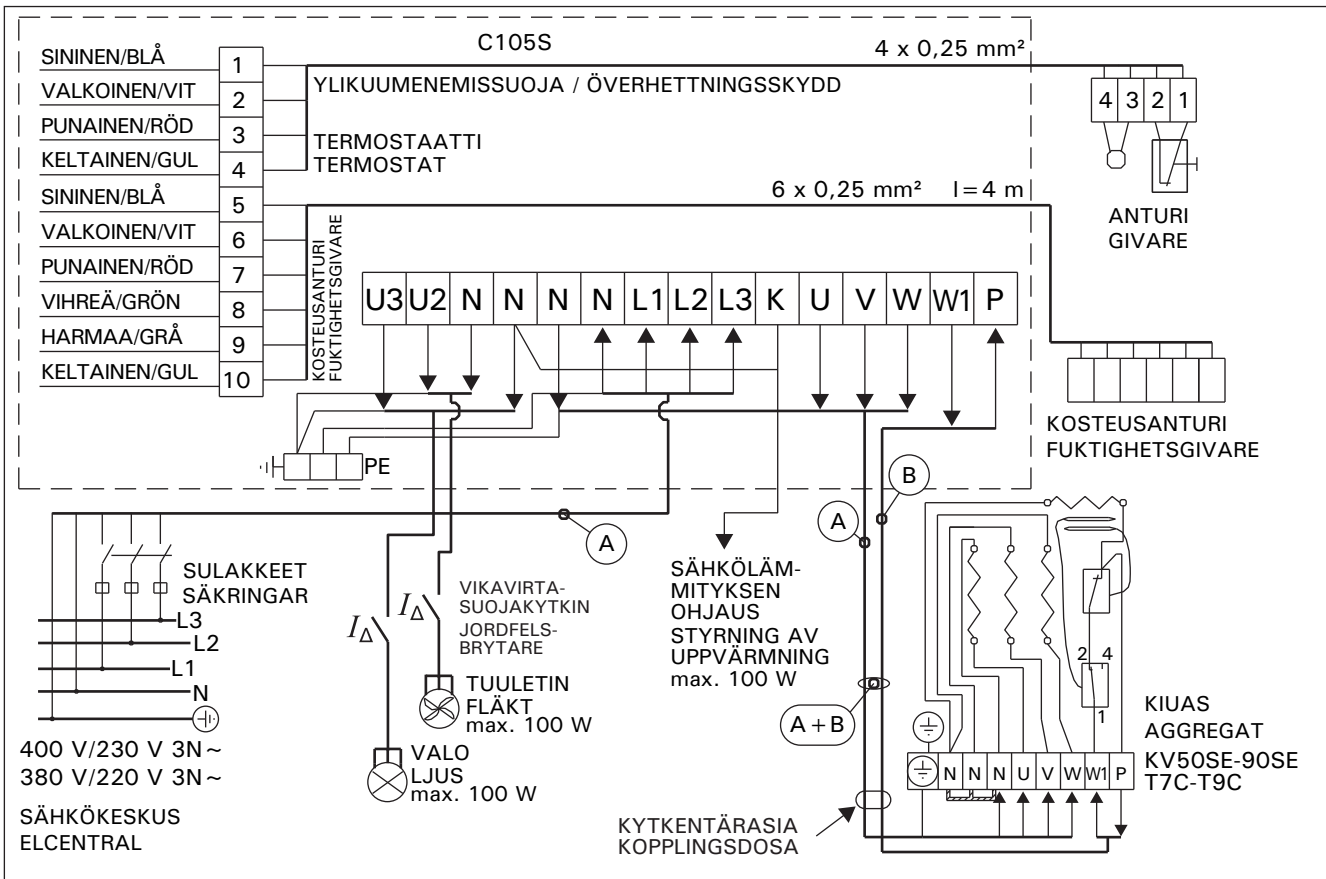 C105S
4 x 0,25 mm²
SININEN/BLÅ
1
VALKOINEN/VIT
2
PUNAINEN/RÖD
3
KELTAINEN/GUL
4
SININEN/BLÅ
5
VALKOINEN/VIT
6
PUNAINEN/RÖD
7
VIHREÄ/GRÖN
8
HARMAA/GRÅ
9
KELTAINEN/GUL
10
YLIKUUMENEMISSUOJA / ÖVERHETTNINGSSKYDD
TERMOSTAATTI
TERMOSTAT
4 3 2 1
ANTURI
GIVARE
6 x 0,25 mm² l=4 m
KOSTEUSANTURI
FUKTIGHETSGIVARE
U3 U2 N N N N L1 L2 L3 K U V W W1 P
KOSTEUSANTURI
FUKTIGHETSGIVARE
PE
A
B
A
SULAKKEET
SÄKRINGAR
L3
L2
L1
N
400 V/230 V 3N~
380 V/220 V 3N~
SÄHKÖKESKUS
ELCENTRAL
I∆
I∆
VIKAVIRTA-
SUOJAKYTKIN
JORDFELS-
BRYTARE
TUULETIN
FLÄKT
max. 100 W
VALO
LJUS
max. 100 W
SÄHKÖLÄM-
MITYKSEN
OHJAUS
STYRNING AV
UPPVÄRMNING
max. 100 W
A+B
KYTKENTÄRASIA
KOPPLINGSDOSA
2 4
1
N N N U V W W1 P
KIUAS
AGGREGAT
KV50SE-90SE
T7C-T9C